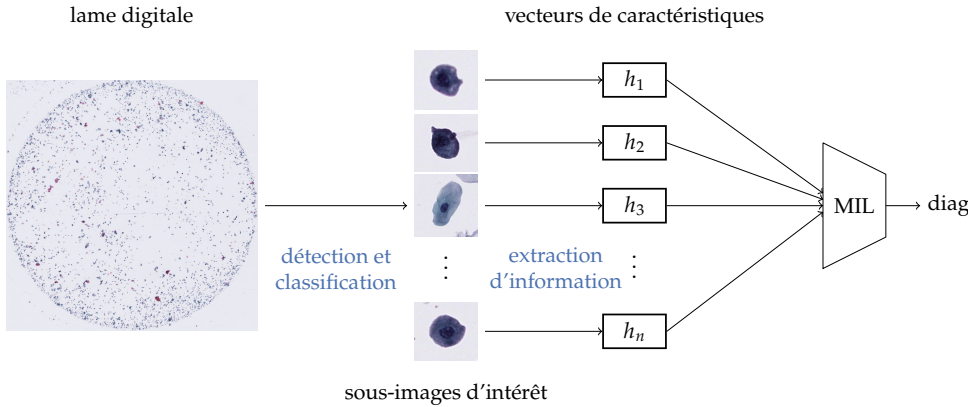 lame digitale
vecteurs de caractéristiques
h₁
h₂
h₃
MIL
diag
détection et
classification
extraction
d'information
hₙ
sous-images d'intérêt